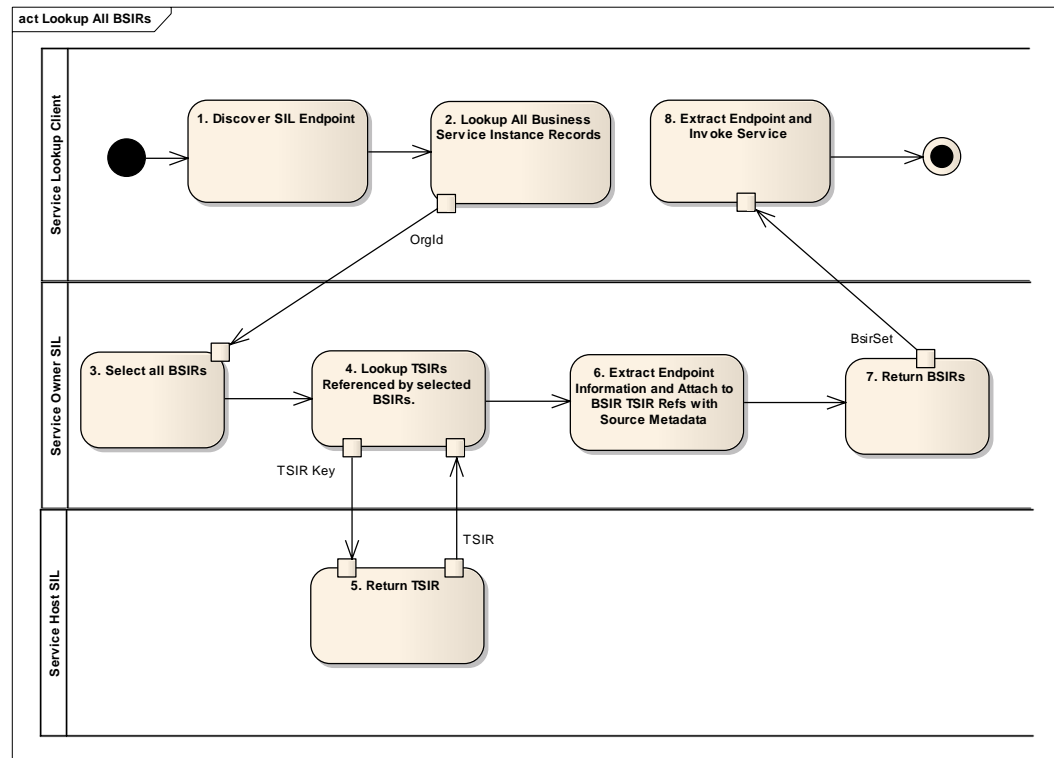 act Lookup All BSIRs
Service Lookup Client
1. Discover SIL Endpoint
2. Lookup All Business
Service Instance Records
8. Extract Endpoint and
Invoke Service
OrgId
Service Owner SIL
3. Select all BSIRs
4. Lookup TSIRs
Referenced by selected
BSIRs.
6. Extract Endpoint
Information and Attach to
BSIR TSIR Refs with
Source Metadata
BsirSet
7. Return BSIRs
TSIR Key
TSIR
Service Host SIL
5. Return TSIR